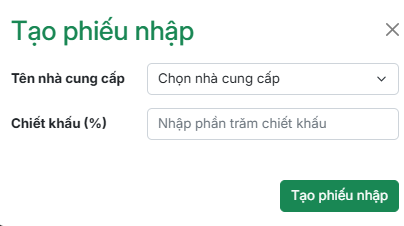 Tạo phiếu nhập
Tên nhà cung cấp
Chọn nhà cung cấp
Chiết khấu (%)
Nhập phần trăm chiết khấu
Tạo phiếu nhập